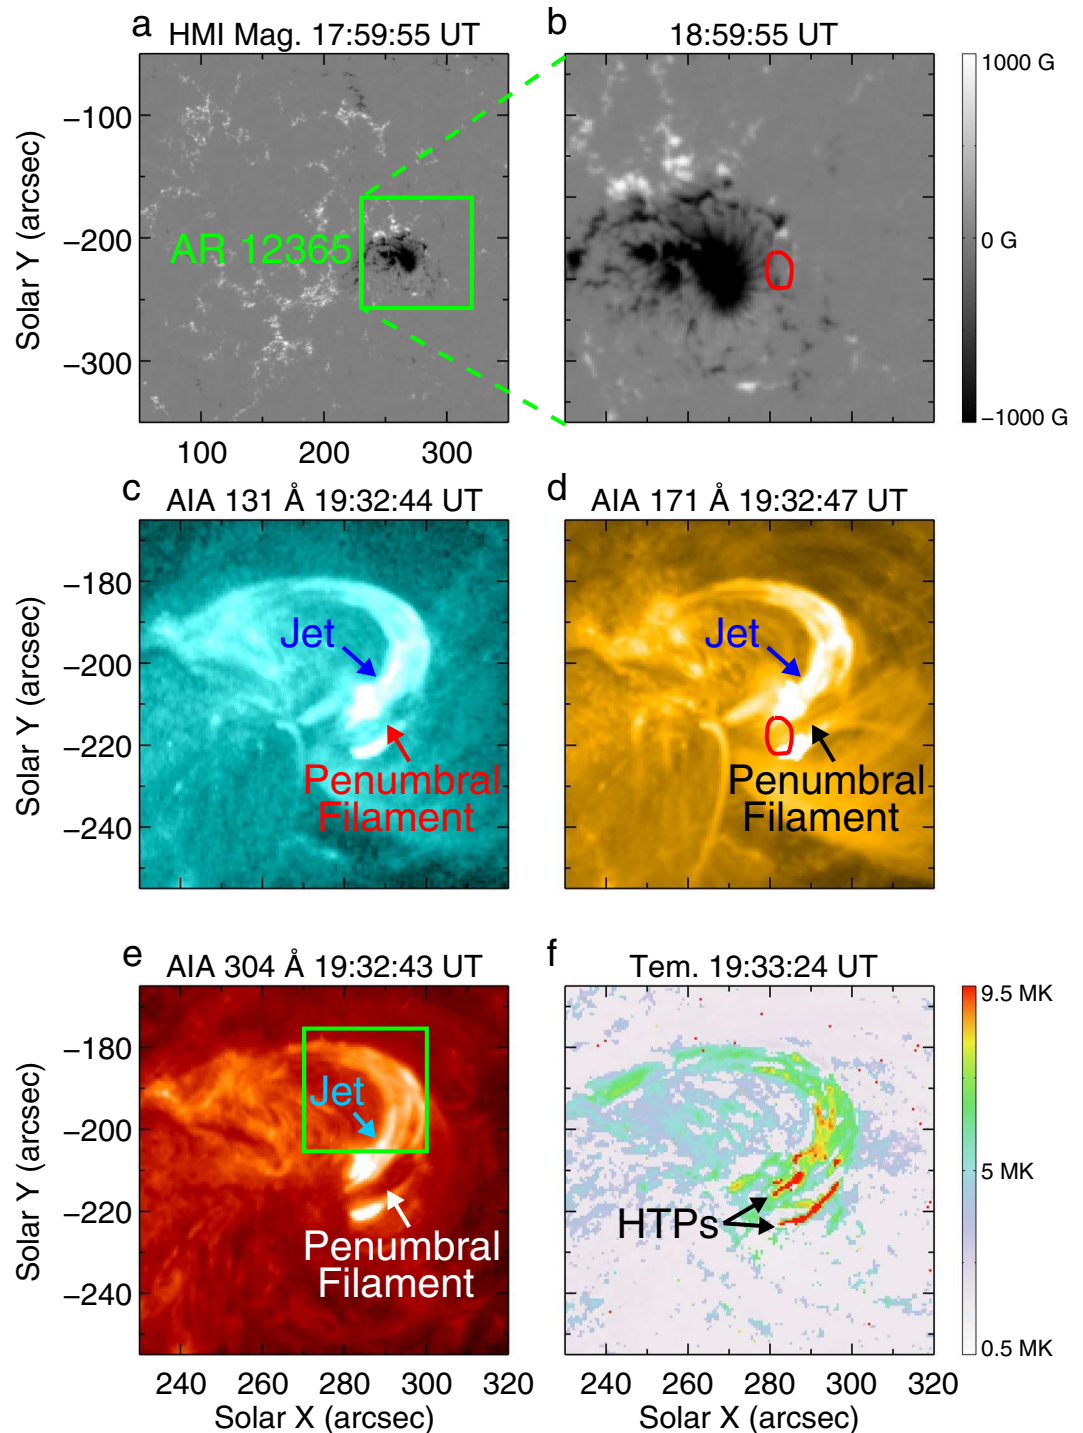 a
HMI Mag. 17:59:55 UT
b
18:59:55 UT
Solar Y (arcsec)
−100
−200
−300
AR 12365
100
200
300
1000 G
0 G
−1000 G
c
AIA 131 Å 19:32:44 UT
d
AIA 171 Å 19:32:47 UT
Solar Y (arcsec)
−180
−200
−220
−240
Jet
Penumbral
Filament
Jet
Penumbral
Filament
e
AIA 304 Å 19:32:43 UT
f
Tem. 19:33:24 UT
Solar Y (arcsec)
−180
−200
−220
−240
Jet
Penumbral
Filament
HTPs
9.5 MK
5 MK
0.5 MK
240
260
280
300
320
240
260
280
300
320
Solar X (arcsec)
Solar X (arcsec)